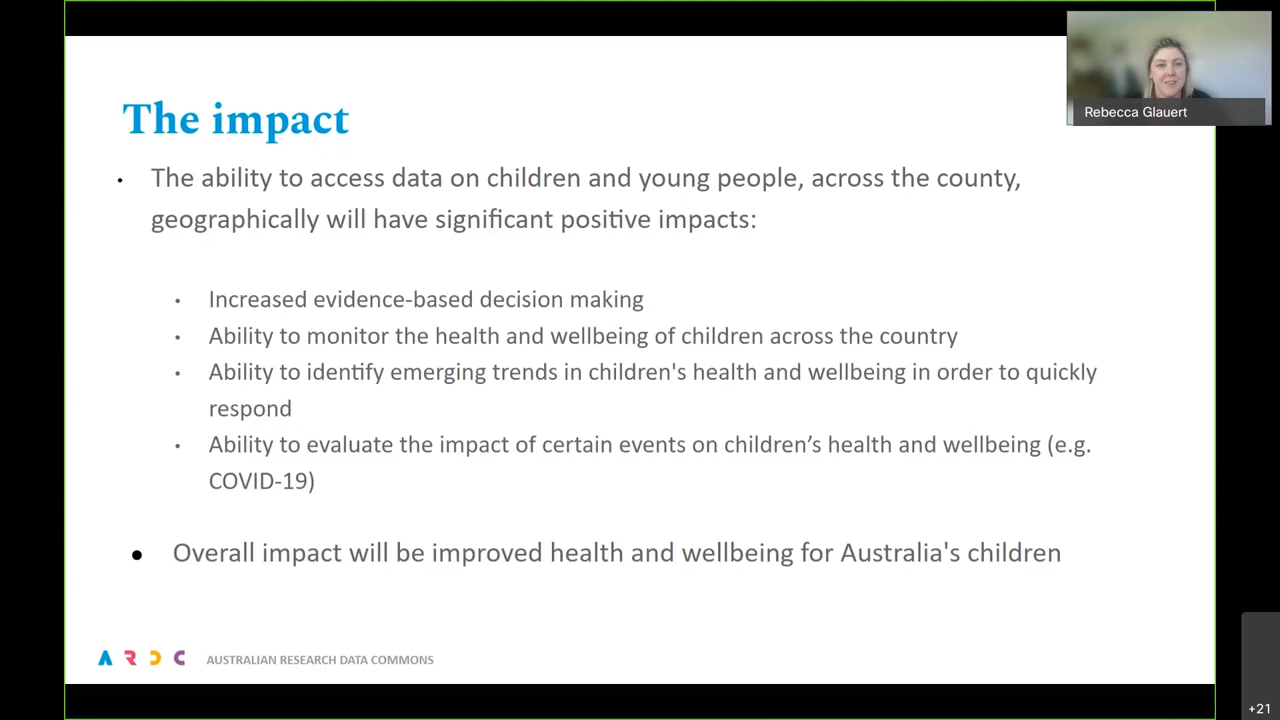 Rebecca Glauert
The impact
• The ability to access data on children and young people, across the county,
geographically will have significant positive impacts:
• Increased evidence-based decision making
• Ability to monitor the health and wellbeing of children across the country
• Ability to identify emerging trends in children's health and wellbeing in order to quickly
respond
• Ability to evaluate the impact of certain events on children’s health and wellbeing (e.g.
COVID-19)
• Overall impact will be improved health and wellbeing for Australia's children
ARDC AUSTRALIAN RESEARCH DATA COMMONS
+21